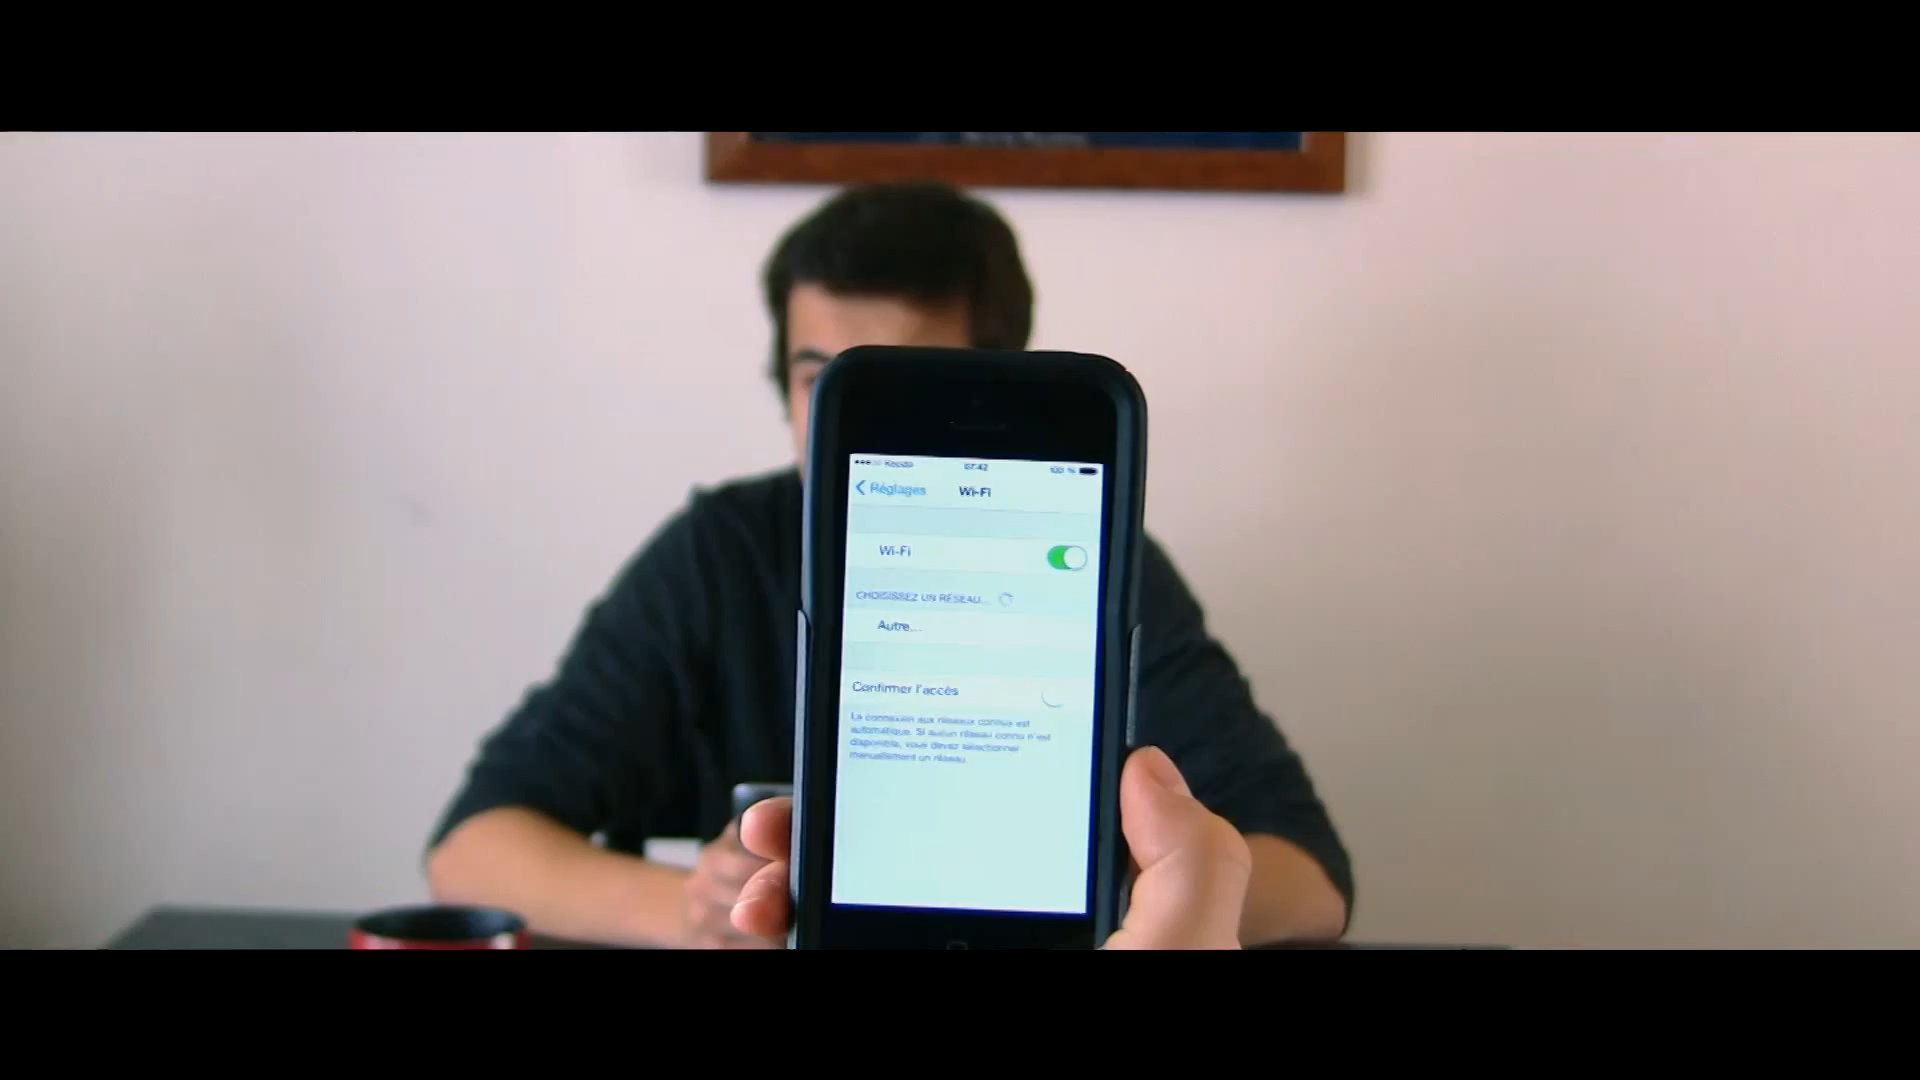 Koodo 07:42 100 %
Réglages Wi-Fi
Wi-Fi
CHOISISSEZ UN RÉSEAU...
Autre...
Confirmer l'accès
La connexion aux réseaux connus est
automatique. Si aucun réseau connu n'est
disponible, vous devez sélectionner
manuellement un réseau.